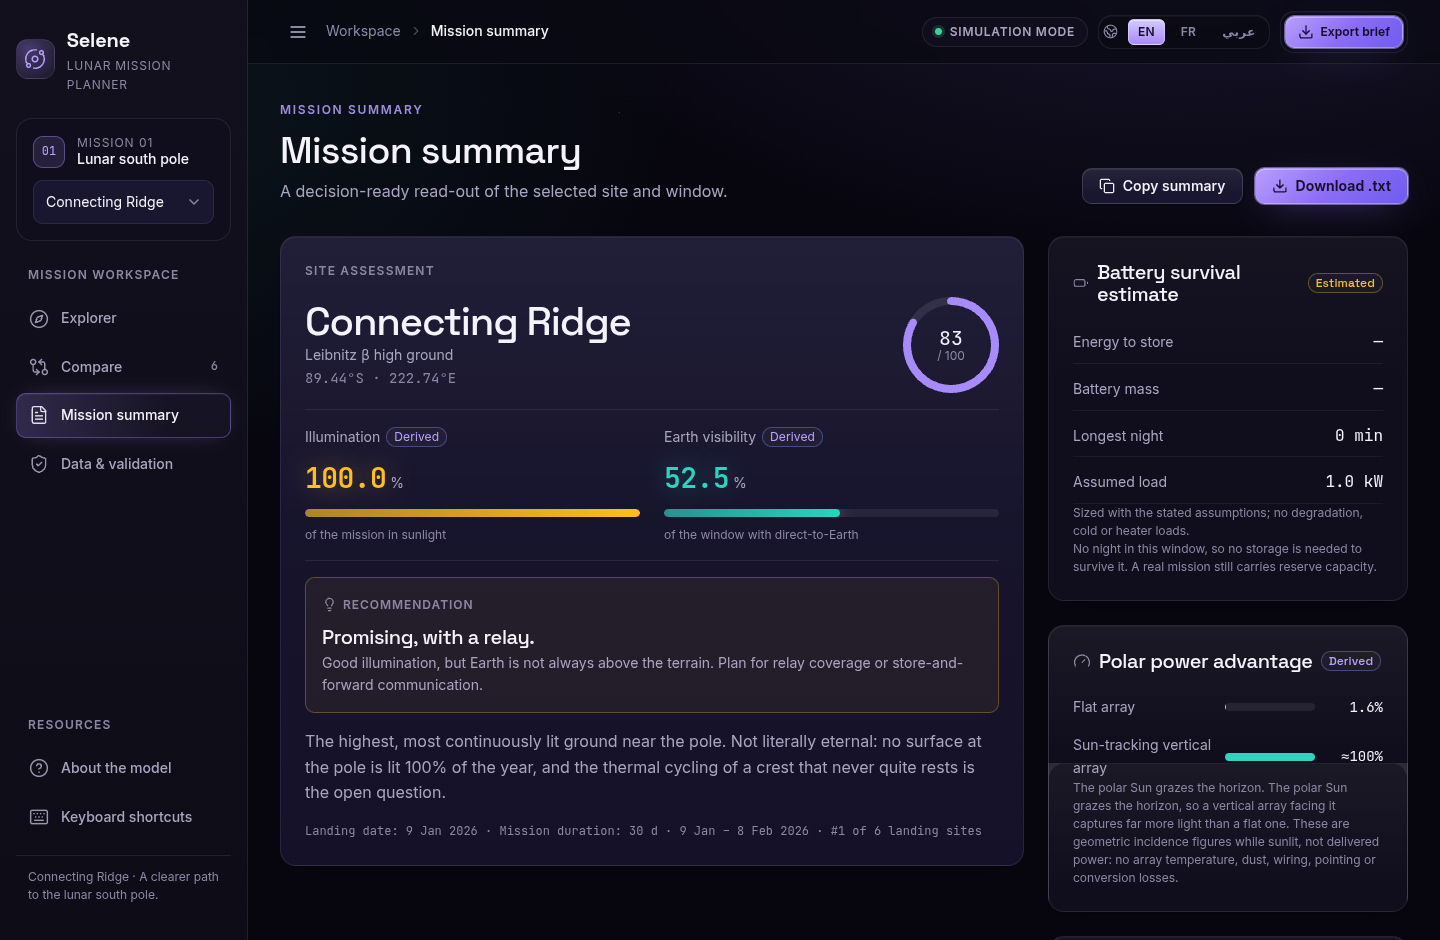 Selene
LUNAR MISSION
PLANNER
01
MISSION 01
Lunar south pole
Connecting Ridge
MISSION WORKSPACE
Explorer
Compare
6
Mission summary
Data & validation
RESOURCES
About the model
Keyboard shortcuts
Connecting Ridge · A clearer path
to the lunar south pole.
Workspace
Mission summary
SIMULATION MODE
EN
FR
عربي
Export brief
MISSION SUMMARY
Mission summary
A decision-ready read-out of the selected site and window.
Copy summary
Download .txt
SITE ASSESSMENT
Connecting Ridge
Leibnitz β high ground
89.44°S · 222.74°E
83
/ 100
Illumination
Derived
100.0 %
of the mission in sunlight
Earth visibility
Derived
52.5 %
of the window with direct-to-Earth
RECOMMENDATION
Promising, with a relay.
Good illumination, but Earth is not always above the terrain. Plan for relay coverage or store-and-
forward communication.
The highest, most continuously lit ground near the pole. Not literally eternal: no surface at
the pole is lit 100% of the year, and the thermal cycling of a crest that never quite rests is
the open question.
Landing date: 9 Jan 2026 · Mission duration: 30 d · 9 Jan – 8 Feb 2026 · #1 of 6 landing sites
Battery survival
estimate
Estimated
Energy to store
—
Battery mass
—
Longest night
0 min
Assumed load
1.0 kW
Sized with the stated assumptions; no degradation,
cold or heater loads.
No night in this window, so no storage is needed to
survive it. A real mission still carries reserve capacity.
Polar power advantage
Derived
Flat array
1.6%
Sun-tracking vertical
array
≈100%
The polar Sun grazes the horizon. The polar Sun
grazes the horizon, so a vertical array facing it
captures far more light than a flat one. These are
geometric incidence figures while sunlit, not delivered
power: no array temperature, dust, wiring, pointing or
conversion losses.